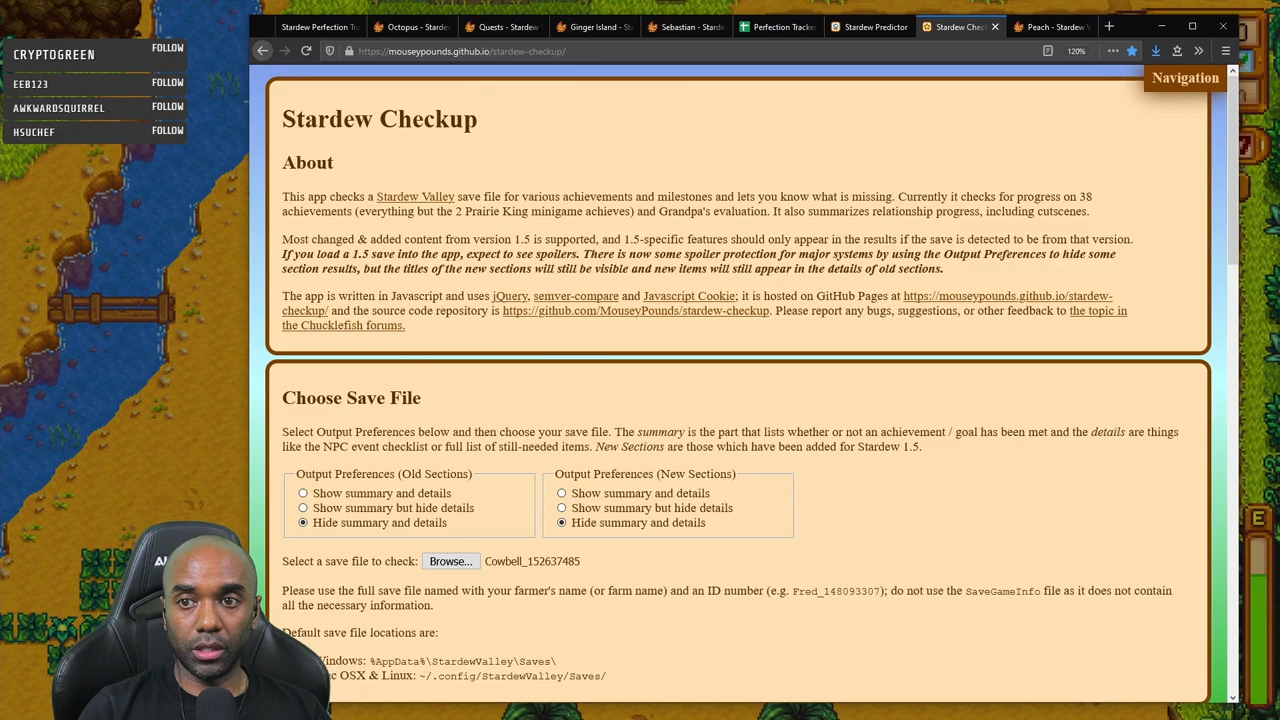 CRYPTOGREEN FOLLOW
EEB123 FOLLOW
AWKWARDSQUIRREL FOLLOW
HSUCHEF FOLLOW
Stardew Perfection Tra Octopus - Stardew Quests - Stardew Ginger Island - Sta Sebastian - Stardew Perfection Tracker Stardew Predictor Stardew Check Peach - Stardew V
https://mouseypounds.github.io/stardew-checkup/ 120%
Navigation
Stardew Checkup
About
This app checks a Stardew Valley save file for various achievements and milestones and lets you know what is missing. Currently it checks for progress on 38
achievements (everything but the 2 Prairie King minigame achieves) and Grandpa's evaluation. It also summarizes relationship progress, including cutscenes.
Most changed & added content from version 1.5 is supported, and 1.5-specific features should only appear in the results if the save is detected to be from that version.
If you load a 1.5 save into the app, expect to see spoilers. There is now some spoiler protection for major systems by using the Output Preferences to hide some
section results, but the titles of the new sections will still be visible and new items will still appear in the details of old sections.
The app is written in Javascript and uses jQuery, semver-compare and Javascript Cookie; it is hosted on GitHub Pages at https://mouseypounds.github.io/stardew-
checkup/ and the source code repository is https://github.com/MouseyPounds/stardew-checkup. Please report any bugs, suggestions, or other feedback to the topic in
the Chucklefish forums.
Choose Save File
Select Output Preferences below and then choose your save file. The summary is the part that lists whether or not an achievement / goal has been met and the details are things
like the NPC event checklist or full list of still-needed items. New Sections are those which have been added for Stardew 1.5.
Output Preferences (Old Sections) Output Preferences (New Sections)
Show summary and details Show summary and details
Show summary but hide details Show summary but hide details
Hide summary and details Hide summary and details
Select a save file to check: Browse... Cowbell_152637485
Please use the full save file named with your farmer's name (or farm name) and an ID number (e.g. Fred_148093307); do not use the SaveGameInfo file as it does not contain
all the necessary information.
Default save file locations are:
Windows: %AppData%\StardewValley\Saves\
OSX & Linux: ~/.config/StardewValley/Saves/
E